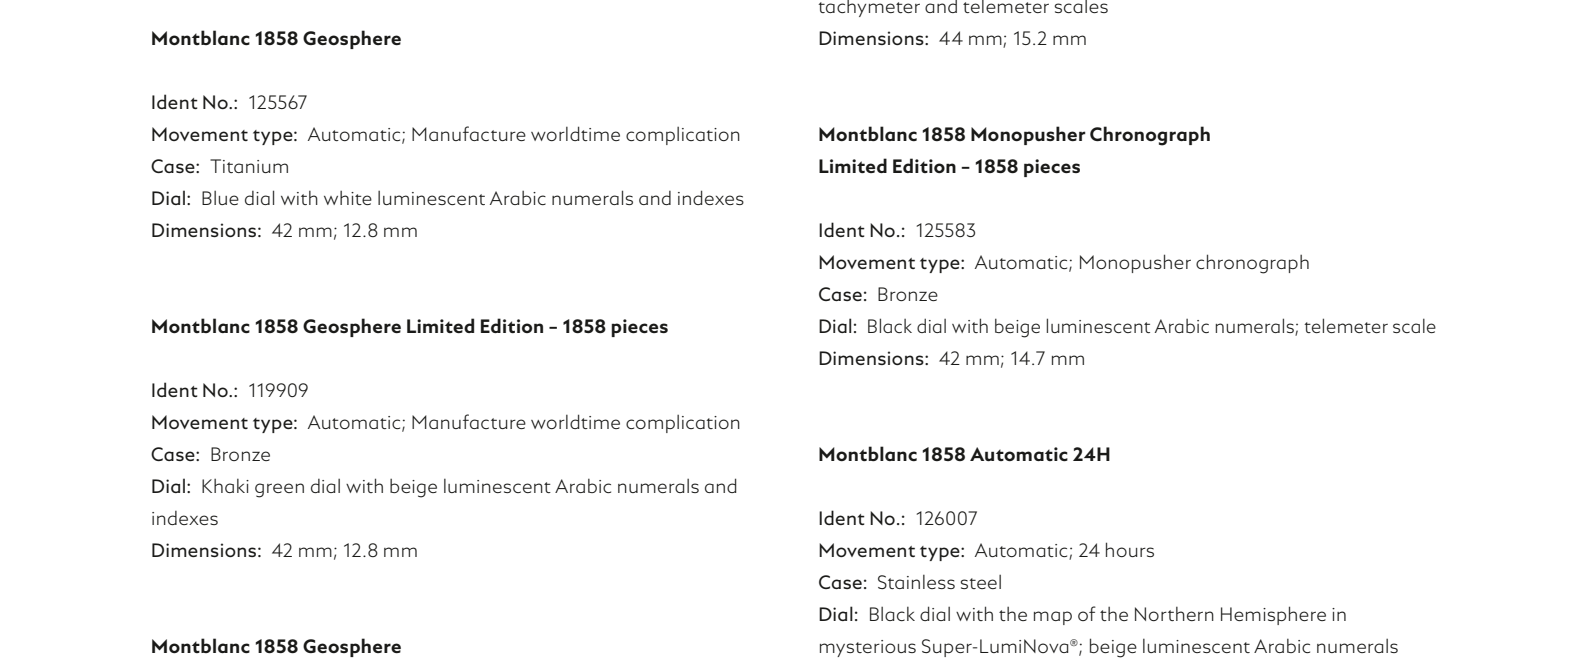 Montblanc 1858 Geosphere
Ident No.: 125567
Movement type: Automatic; Manufacture worldtime complication
Case: Titanium
Dial: Blue dial with white luminescent Arabic numerals and indexes
Dimensions: 42 mm; 12.8 mm
Montblanc 1858 Geosphere Limited Edition – 1858 pieces
Ident No.: 119909
Movement type: Automatic; Manufacture worldtime complication
Case: Bronze
Dial: Khaki green dial with beige luminescent Arabic numerals and
indexes
Dimensions: 42 mm; 12.8 mm
Montblanc 1858 Geosphere
tachymeter and telemeter scales
Dimensions: 44 mm; 15.2 mm
Montblanc 1858 Monopusher Chronograph
Limited Edition – 1858 pieces
Ident No.: 125583
Movement type: Automatic; Monopusher chronograph
Case: Bronze
Dial: Black dial with beige luminescent Arabic numerals; telemeter scale
Dimensions: 42 mm; 14.7 mm
Montblanc 1858 Automatic 24H
Ident No.: 126007
Movement type: Automatic; 24 hours
Case: Stainless steel
Dial: Black dial with the map of the Northern Hemisphere in
mysterious Super-LumiNova®; beige luminescent Arabic numerals